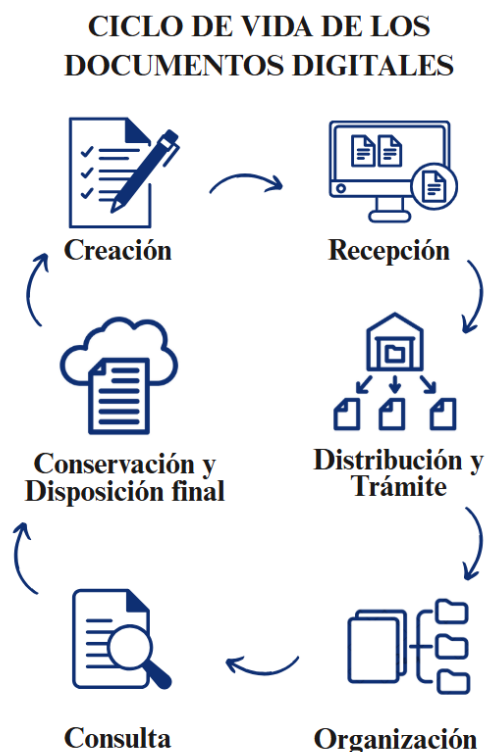 CICLO DE VIDA DE LOS
DOCUMENTOS DIGITALES
Creación
Recepción
Distribución y
Trámite
Organización
Consulta
Conservación y
Disposición final